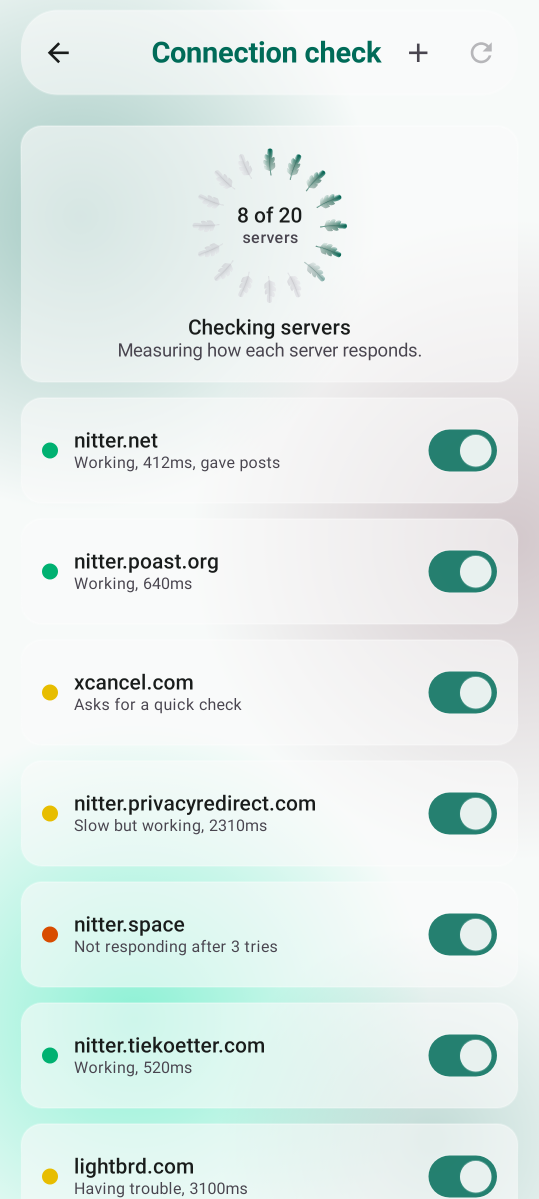 Connection check
8 of 20
servers
Checking servers
Measuring how each server responds.
nitter.net
Working, 412ms, gave posts
nitter.poast.org
Working, 640ms
xcancel.com
Asks for a quick check
nitter.privacyredirect.com
Slow but working, 2310ms
nitter.space
Not responding after 3 tries
nitter.tiekoetter.com
Working, 520ms
lightbrd.com
Having trouble, 3100ms